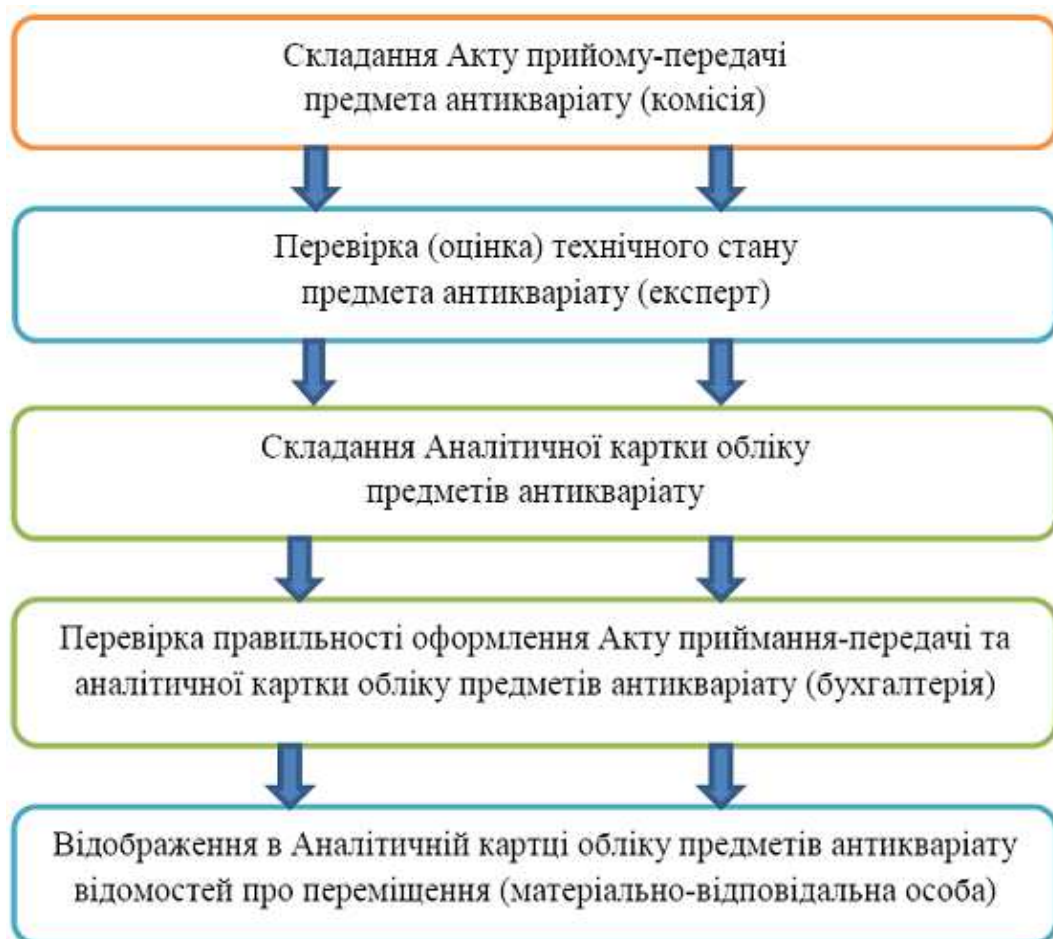 Складання Акту прийому-передачі
предмета антикваріату (комісія)
Перевірка (оцінка) технічного стану
предмета антикваріату (експерт)
Складання Аналітичної картки обліку
предметів антикваріату
Перевірка правильності оформлення Акту приймання-передачі та
аналітичної картки обліку предметів антикваріату (бухгалтерія)
Відображення в Аналітичній картці обліку предметів антикваріату
відомостей про переміщення (матеріально-відповідальна особа)